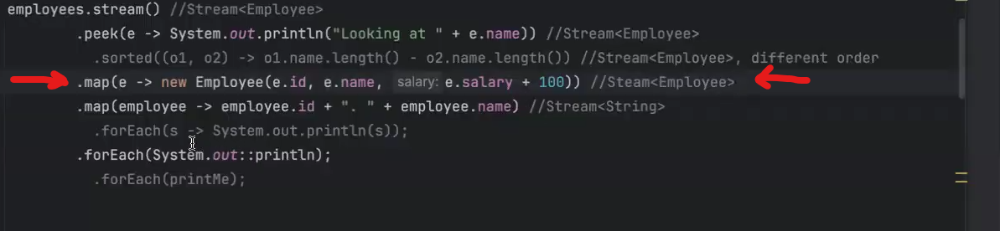 employees.stream() //Stream<Employee>
.peek(e -> System.out.println("Looking at " + e.name)) //Stream<Employee>
.sorted((o1, o2) -> o1.name.length() - o2.name.length()) //Stream<Employee>, different order
.map(e -> new Employee(e.id, e.name, salary: e.salary + 100)) //Steam<Employee>
.map(employee -> employee.id + ". " + employee.name) //Stream<String>
.forEach(s -> System.out.println(s));
.forEach(System.out::println);
.forEach(printMe);